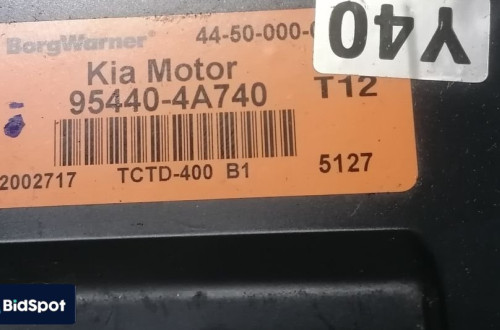 BorgWarner 44-50-000-
Y40
Kia Motor
95440-4A740 T12
2002717 TCTD-400 B1 5127
BidSpot